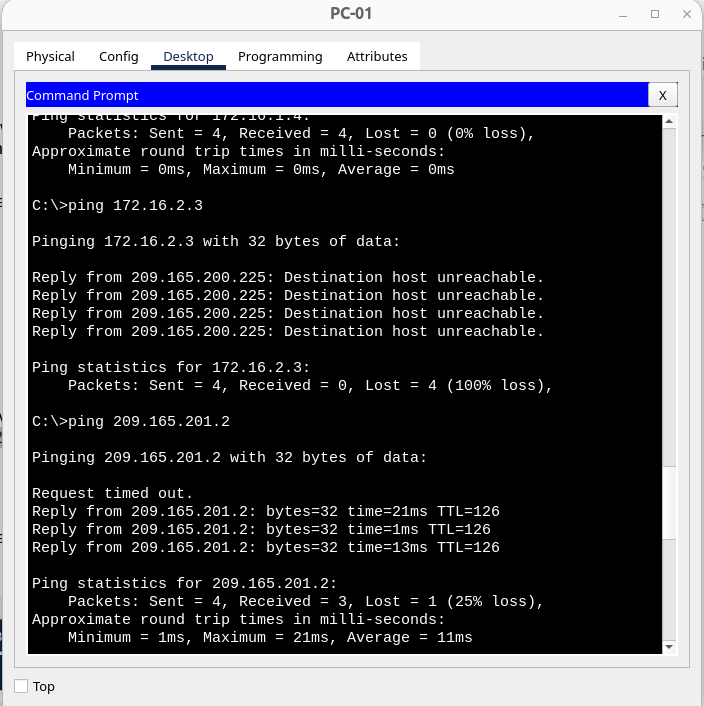 PC-01
Physical Config Desktop Programming Attributes
Command Prompt X
Ping statistics for 172.16.1.4:
    Packets: Sent = 4, Received = 4, Lost = 0 (0% loss),
Approximate round trip times in milli-seconds:
    Minimum = 0ms, Maximum = 0ms, Average = 0ms
C:\>ping 172.16.2.3
Pinging 172.16.2.3 with 32 bytes of data:
Reply from 209.165.200.225: Destination host unreachable.
Reply from 209.165.200.225: Destination host unreachable.
Reply from 209.165.200.225: Destination host unreachable.
Reply from 209.165.200.225: Destination host unreachable.
Ping statistics for 172.16.2.3:
    Packets: Sent = 4, Received = 0, Lost = 4 (100% loss),
C:\>ping 209.165.201.2
Pinging 209.165.201.2 with 32 bytes of data:
Request timed out.
Reply from 209.165.201.2: bytes=32 time=21ms TTL=126
Reply from 209.165.201.2: bytes=32 time=1ms TTL=126
Reply from 209.165.201.2: bytes=32 time=13ms TTL=126
Ping statistics for 209.165.201.2:
    Packets: Sent = 4, Received = 3, Lost = 1 (25% loss),
Approximate round trip times in milli-seconds:
    Minimum = 1ms, Maximum = 21ms, Average = 11ms
Top